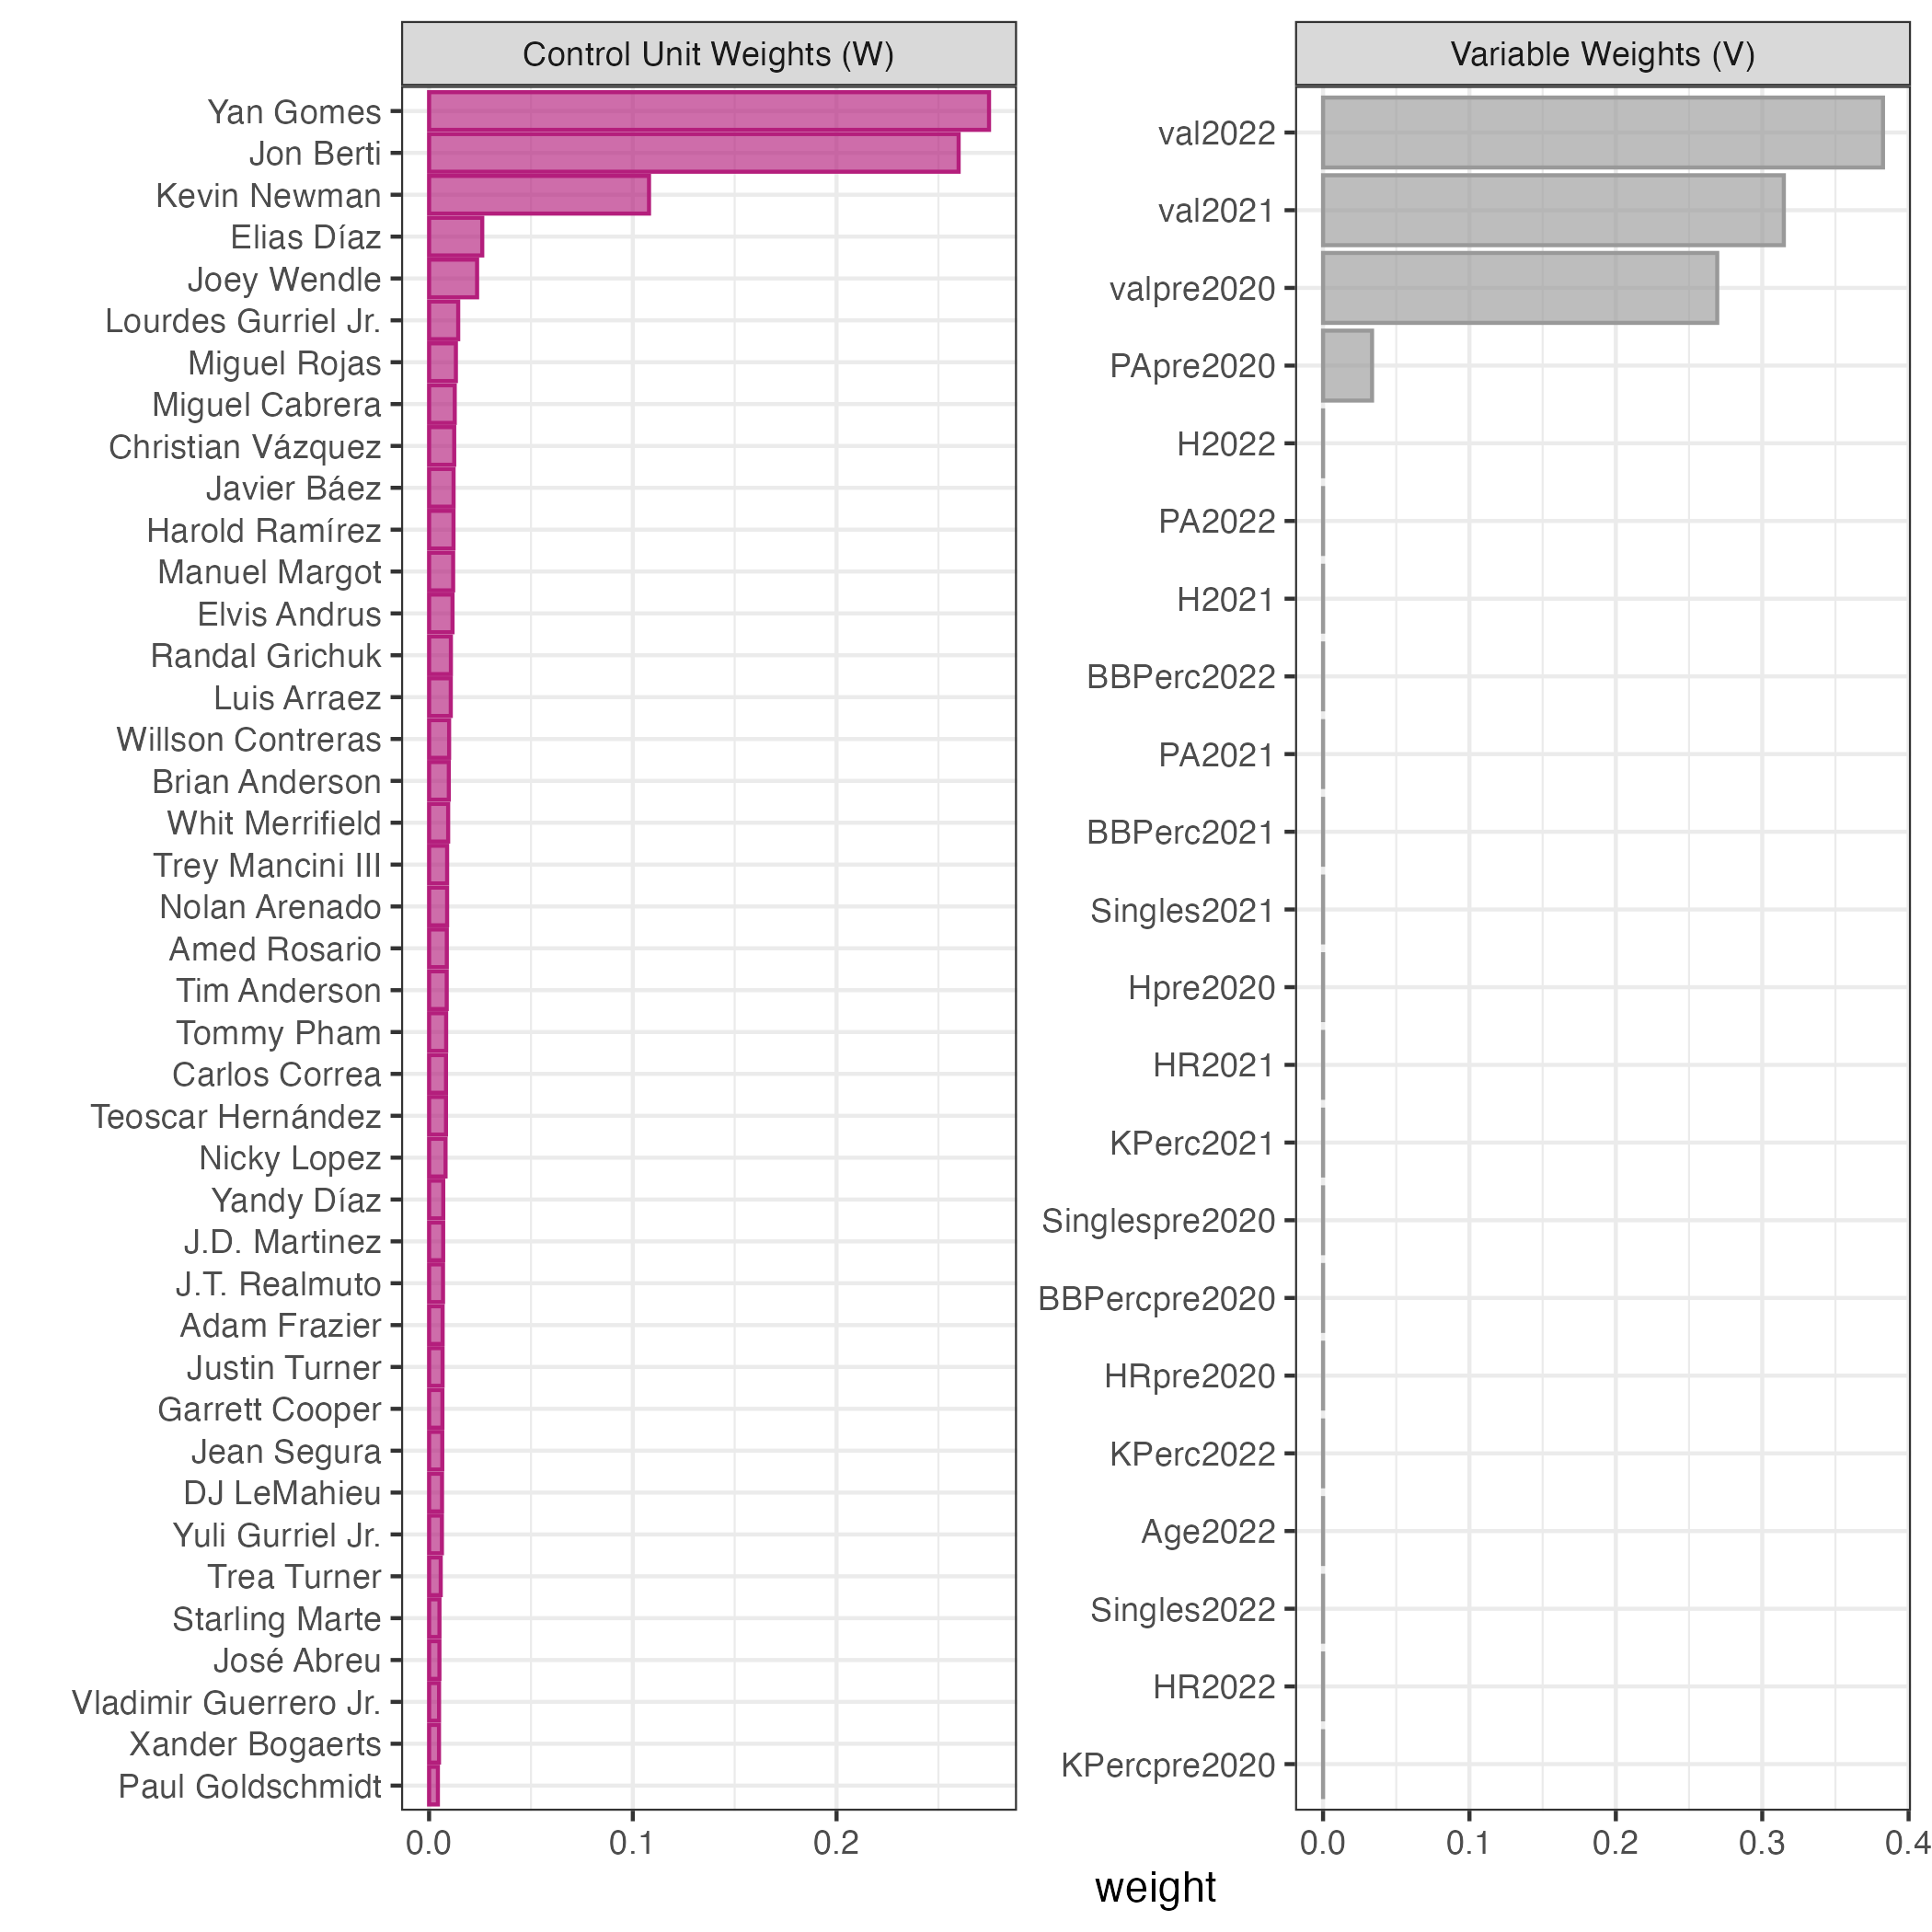 Control Unit Weights (W)
Yan Gomes
Jon Berti
Kevin Newman
Elias Díaz
Joey Wendle
Lourdes Gurriel Jr.
Miguel Rojas
Miguel Cabrera
Christian Vázquez
Javier Báez
Harold Ramírez
Manuel Margot
Elvis Andrus
Randal Grichuk
Luis Arraez
Willson Contreras
Brian Anderson
Whit Merrifield
Trey Mancini III
Nolan Arenado
Amed Rosario
Tim Anderson
Tommy Pham
Carlos Correa
Teoscar Hernández
Nicky Lopez
Yandy Díaz
J.D. Martinez
J.T. Realmuto
Adam Frazier
Justin Turner
Garrett Cooper
Jean Segura
DJ LeMahieu
Yuli Gurriel Jr.
Trea Turner
Starling Marte
José Abreu
Vladimir Guerrero Jr.
Xander Bogaerts
Paul Goldschmidt
0.0 0.1 0.2
Variable Weights (V)
val2022
val2021
valpre2020
PApre2020
H2022
PA2022
H2021
BBPerc2022
PA2021
BBPerc2021
Singles2021
Hpre2020
HR2021
KPerc2021
Singlespre2020
BBPercpre2020
HRpre2020
KPerc2022
Age2022
Singles2022
HR2022
KPercpre2020
0.0 0.1 0.2 0.3 0.4
weight